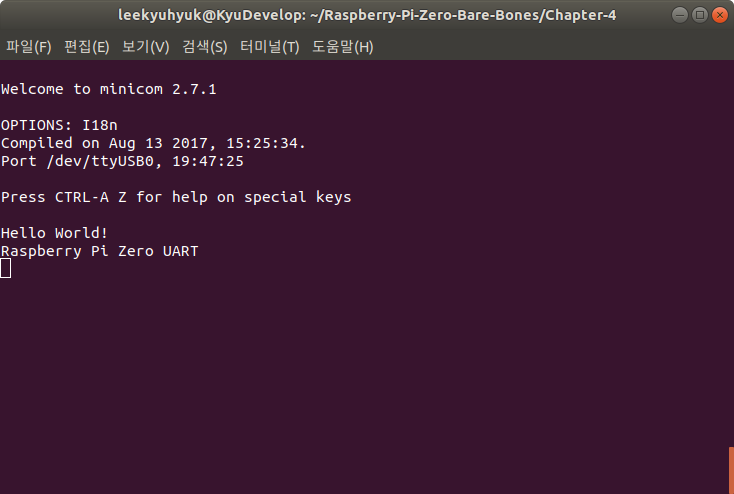 leekyuhyuk@KyuDevelop: ~/Raspberry-Pi-Zero-Bare-Bones/Chapter-4
파일(F) 편집(E) 보기(V) 검색(S) 터미널(T) 도움말(H)
Welcome to minicom 2.7.1
OPTIONS: I18n
Compiled on Aug 13 2017, 15:25:34.
Port /dev/ttyUSB0, 19:47:25
Press CTRL-A Z for help on special keys
Hello World!
Raspberry Pi Zero UART